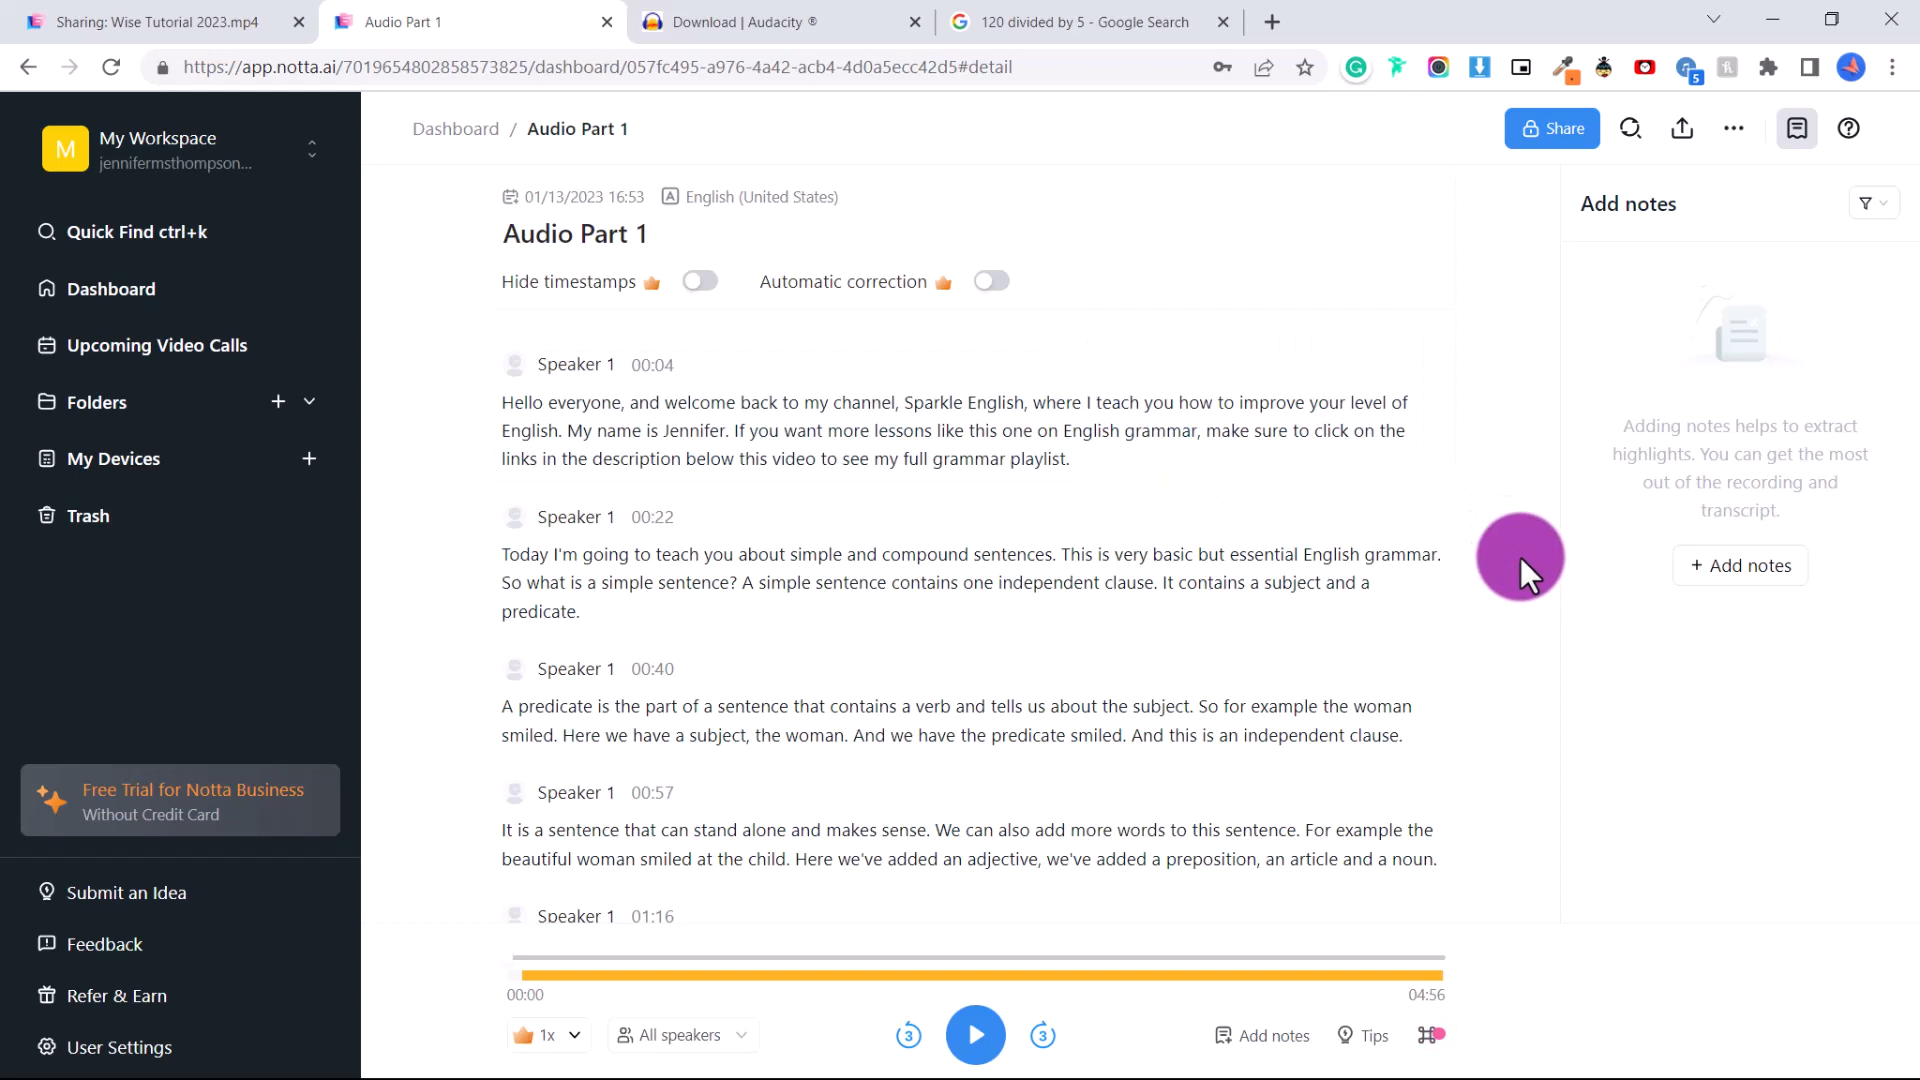 Sharing: Wise Tutorial 2023.mp4
Audio Part 1
Download | Audacity ®
120 divided by 5 - Google Search
https://app.notta.ai/7019654802858573825/dashboard/057fc495-a976-4a42-acb4-4d0a5ecc42d5#detail
5
M
My Workspace
jennifermsthompson...
Quick Find ctrl+k
Dashboard
Upcoming Video Calls
Folders
My Devices
Trash
Free Trial for Notta Business
Without Credit Card
Submit an Idea
Feedback
Refer & Earn
User Settings
Dashboard / Audio Part 1
Share
01/13/2023 16:53 English (United States)
Audio Part 1
Hide timestamps Automatic correction
Speaker 1 00:04
Hello everyone, and welcome back to my channel, Sparkle English, where I teach you how to improve your level of
English. My name is Jennifer. If you want more lessons like this one on English grammar, make sure to click on the
links in the description below this video to see my full grammar playlist.
Speaker 1 00:22
Today I'm going to teach you about simple and compound sentences. This is very basic but essential English grammar.
So what is a simple sentence? A simple sentence contains one independent clause. It contains a subject and a
predicate.
Speaker 1 00:40
A predicate is the part of a sentence that contains a verb and tells us about the subject. So for example the woman
smiled. Here we have a subject, the woman. And we have the predicate smiled. And this is an independent clause.
Speaker 1 00:57
It is a sentence that can stand alone and makes sense. We can also add more words to this sentence. For example the
beautiful woman smiled at the child. Here we've added an adjective, we've added a preposition, an article and a noun.
Speaker 1 01:16
00:00
04:56
1x
All speakers
3
3
Add notes
Tips
Add notes
Adding notes helps to extract
highlights. You can get the most
out of the recording and
transcript.
+ Add notes